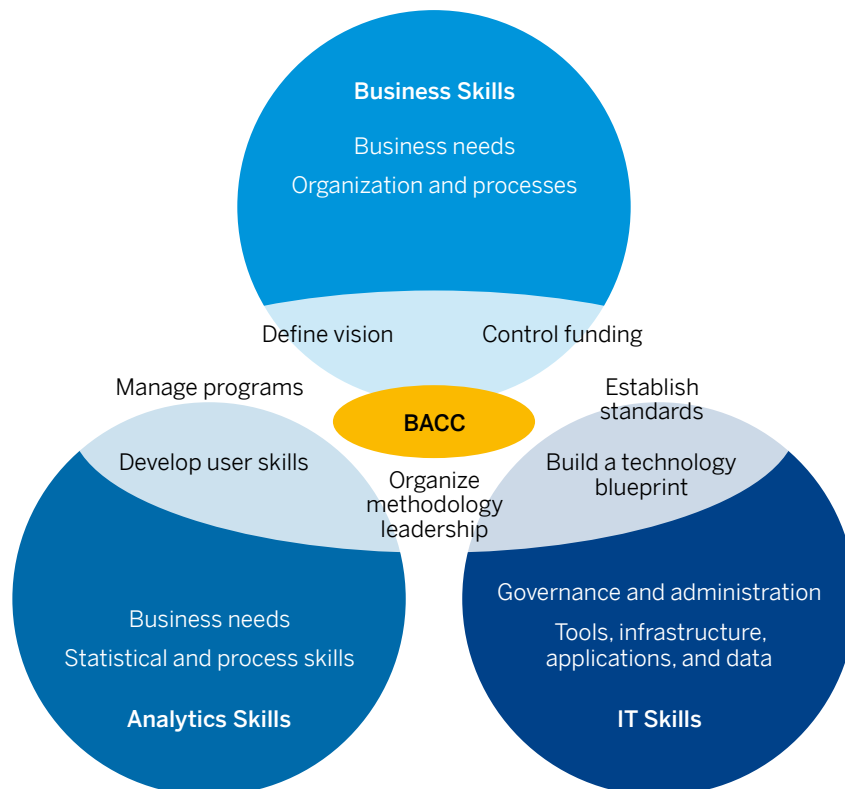 Business Skills
Business needs
Organization and processes
Define vision
Control funding
Manage programs
Establish
standards
BACC
Develop user skills
Organize
methodology
leadership
Build a technology
blueprint
Business needs
Statistical and process skills
Analytics Skills
Governance and administration
Tools, infrastructure,
applications, and data
IT Skills